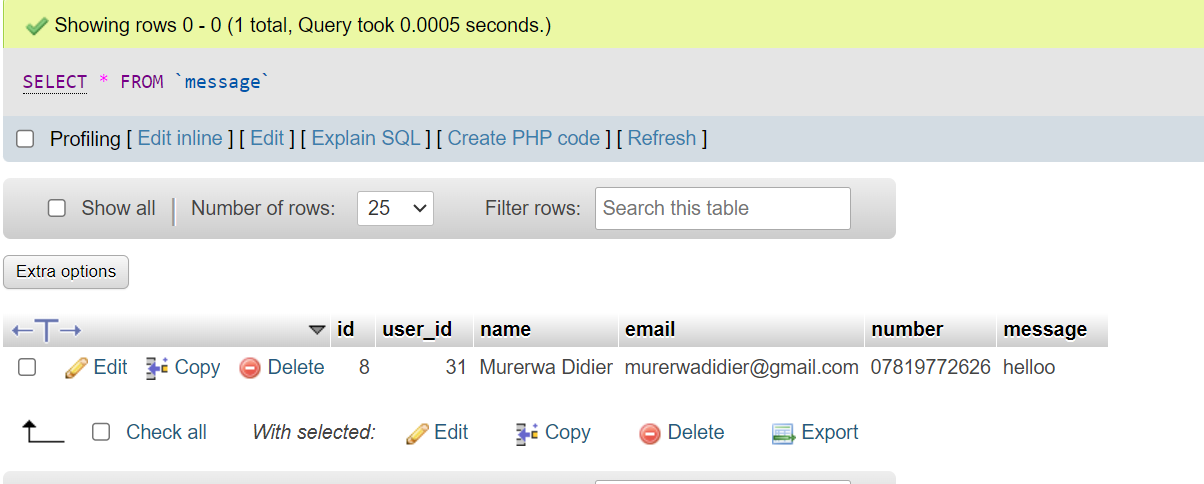 Showing rows 0 - 0 (1 total, Query took 0.0005 seconds.)
SELECT * FROM `message`
Profiling [ Edit inline ] [ Edit ] [ Explain SQL ] [ Create PHP code ] [ Refresh ]
Show all | Number of rows: 25 Filter rows: Search this table
Extra options
←T→ id user_id name email number message
Edit Copy Delete 8 31 Murerwa Didier murerwadidier@gmail.com 07819772626 helloo
Check all With selected: Edit Copy Delete Export